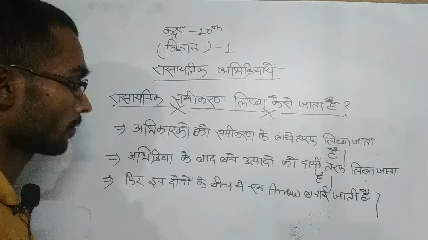 कक्षा -10th
(विज्ञान)-1
रासायनिक अभिक्रियायें
रासायनिक समीकरण लिखा कैसे जाता है?
⇒ अभिकारकों को समीकरण के बायें तरफ लिखा जाता है।
⇒ अभिक्रिया के बाद बने उत्पादों को दायीं तरफ लिखा जाता है।
⇒ फिर इन दोनों के बीच में एक Arrow लगाई जाती है।